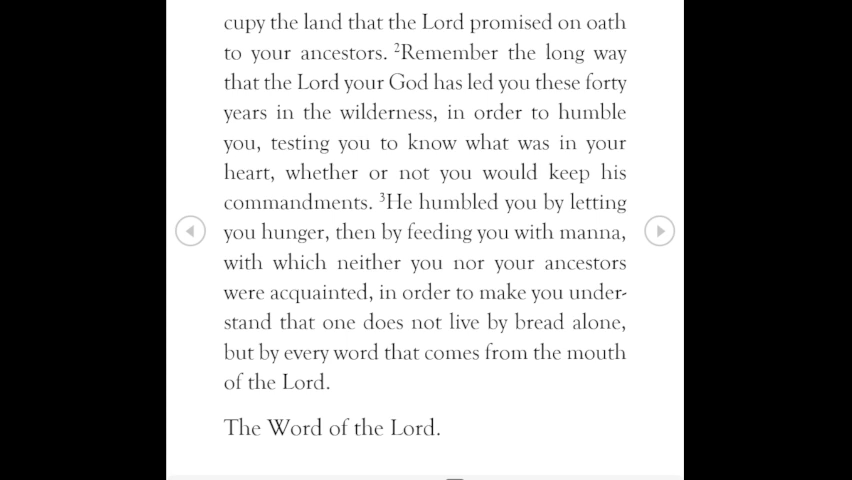 cupy the land that the Lord promised on oath
to your ancestors. ²Remember the long way
that the Lord your God has led you these forty
years in the wilderness, in order to humble
you, testing you to know what was in your
heart, whether or not you would keep his
commandments. ³He humbled you by letting
you hunger, then by feeding you with manna,
with which neither you nor your ancestors
were acquainted, in order to make you under-
stand that one does not live by bread alone,
but by every word that comes from the mouth
of the Lord.
The Word of the Lord.